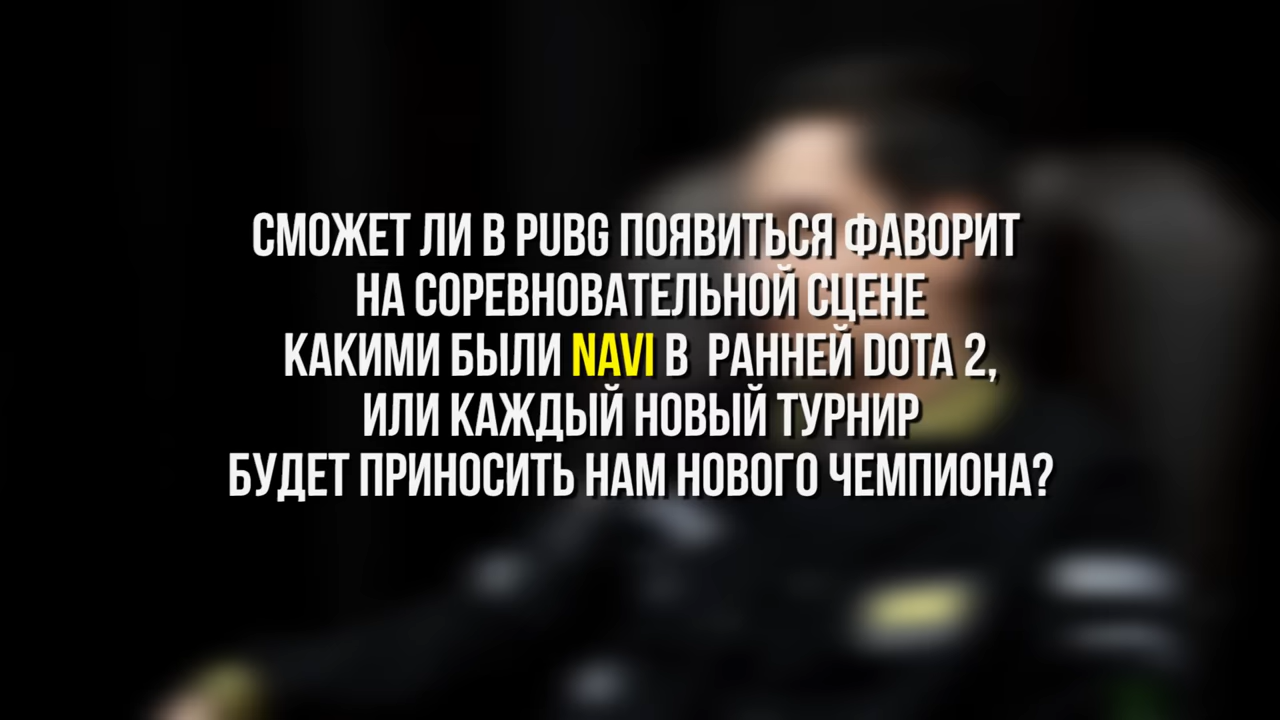 СМОЖЕТ ЛИ В PUBG ПОЯВИТЬСЯ ФАВОРИТ
НА СОРЕВНОВАТЕЛЬНОЙ СЦЕНЕ
КАКИМИ БЫЛИ NAVI В РАННЕЙ DOTA 2,
ИЛИ КАЖДЫЙ НОВЫЙ ТУРНИР
БУДЕТ ПРИНОСИТЬ НАМ НОВОГО ЧЕМПИОНА?